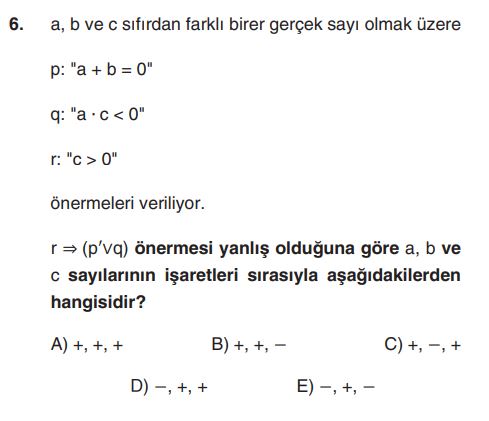 6. a, b ve c sıfırdan farklı birer gerçek sayı olmak üzere
p: "a + b = 0"
q: "a · c < 0"
r: "c > 0"
önermeleri veriliyor.
r ⇒ (p′∨q) önermesi yanlış olduğuna göre a, b ve
c sayılarının işaretleri sırasıyla aşağıdakilerden
hangisidir?
A) +, +, + B) +, +, − C) +, −, +
D) −, +, + E) −, +, −